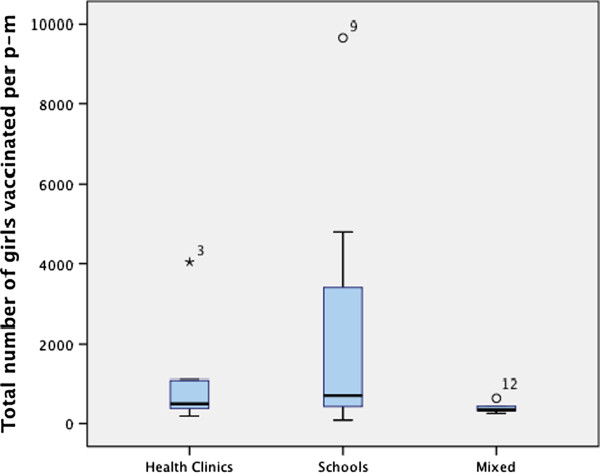 Total number of girls vaccinated per p-m
10000
8000
6000
4000
2000
0
3
9
12
Health Clinics
Schools
Mixed